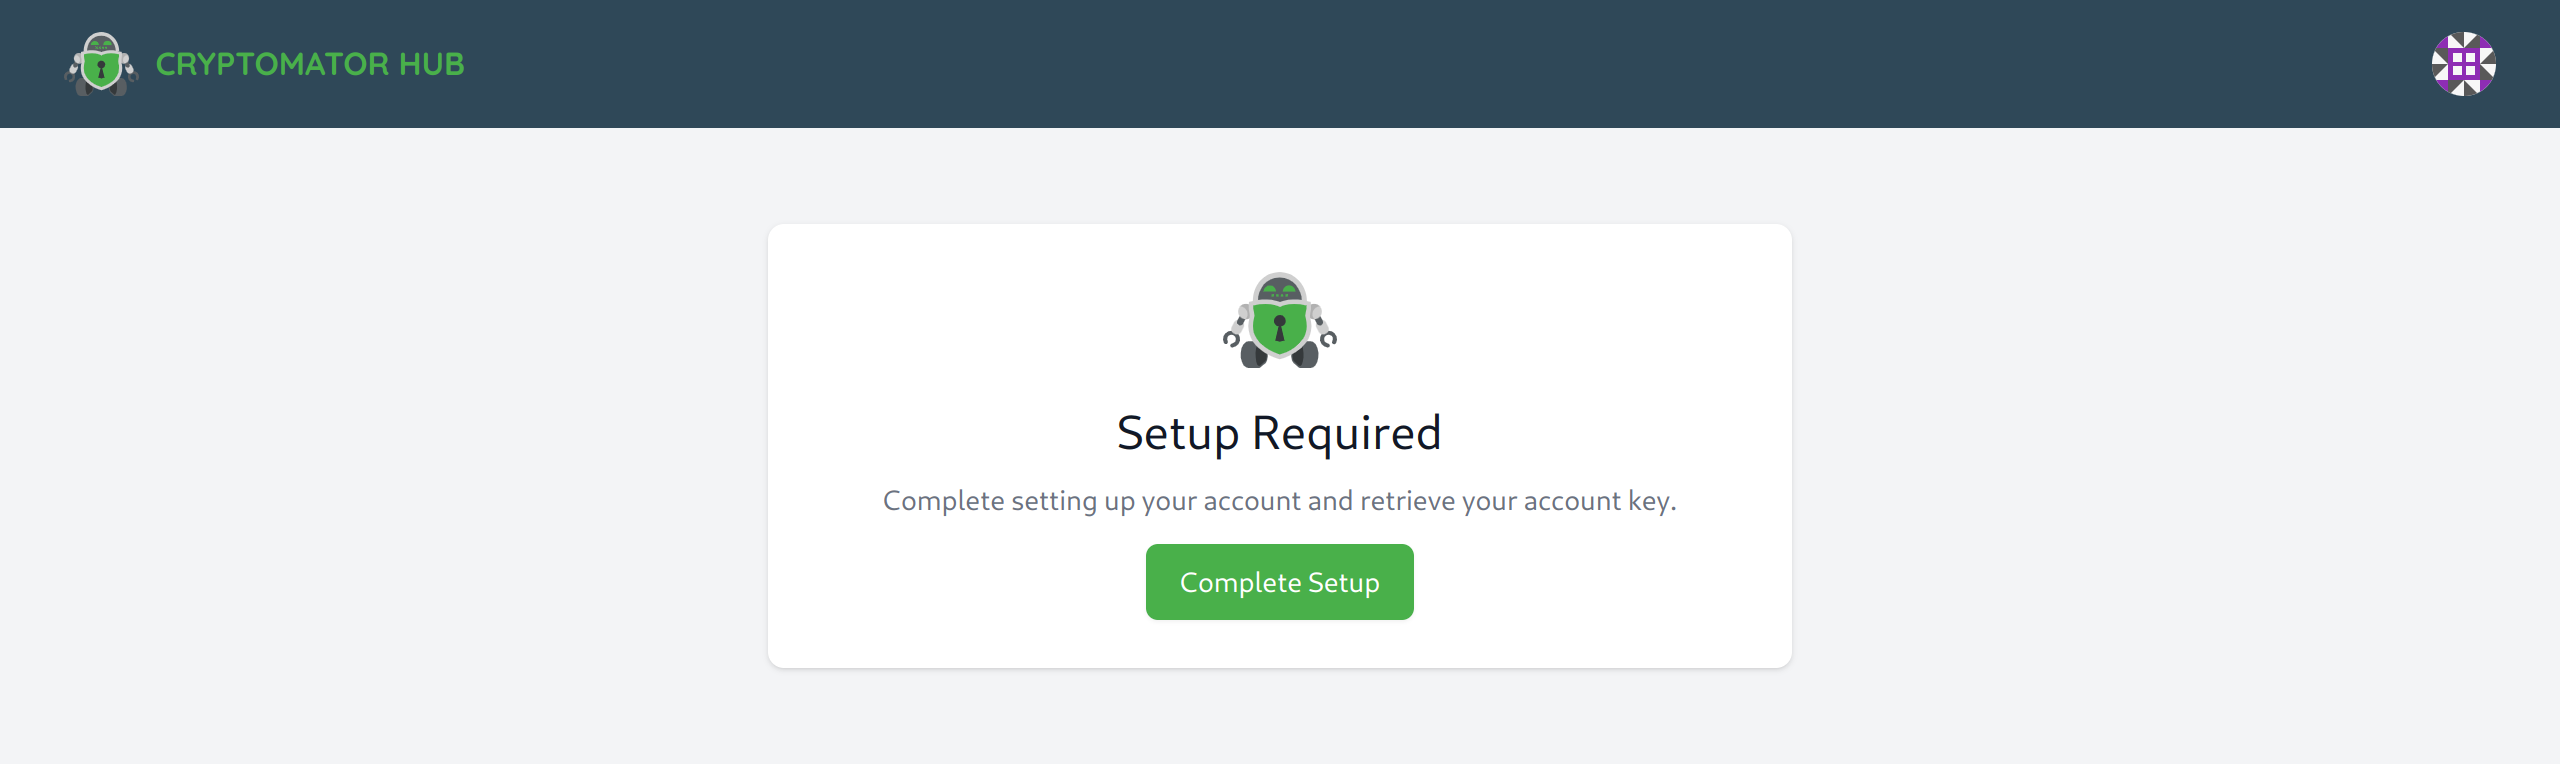 CRYPTOMATOR HUB
Setup Required
Complete setting up your account and retrieve your account key.
Complete Setup